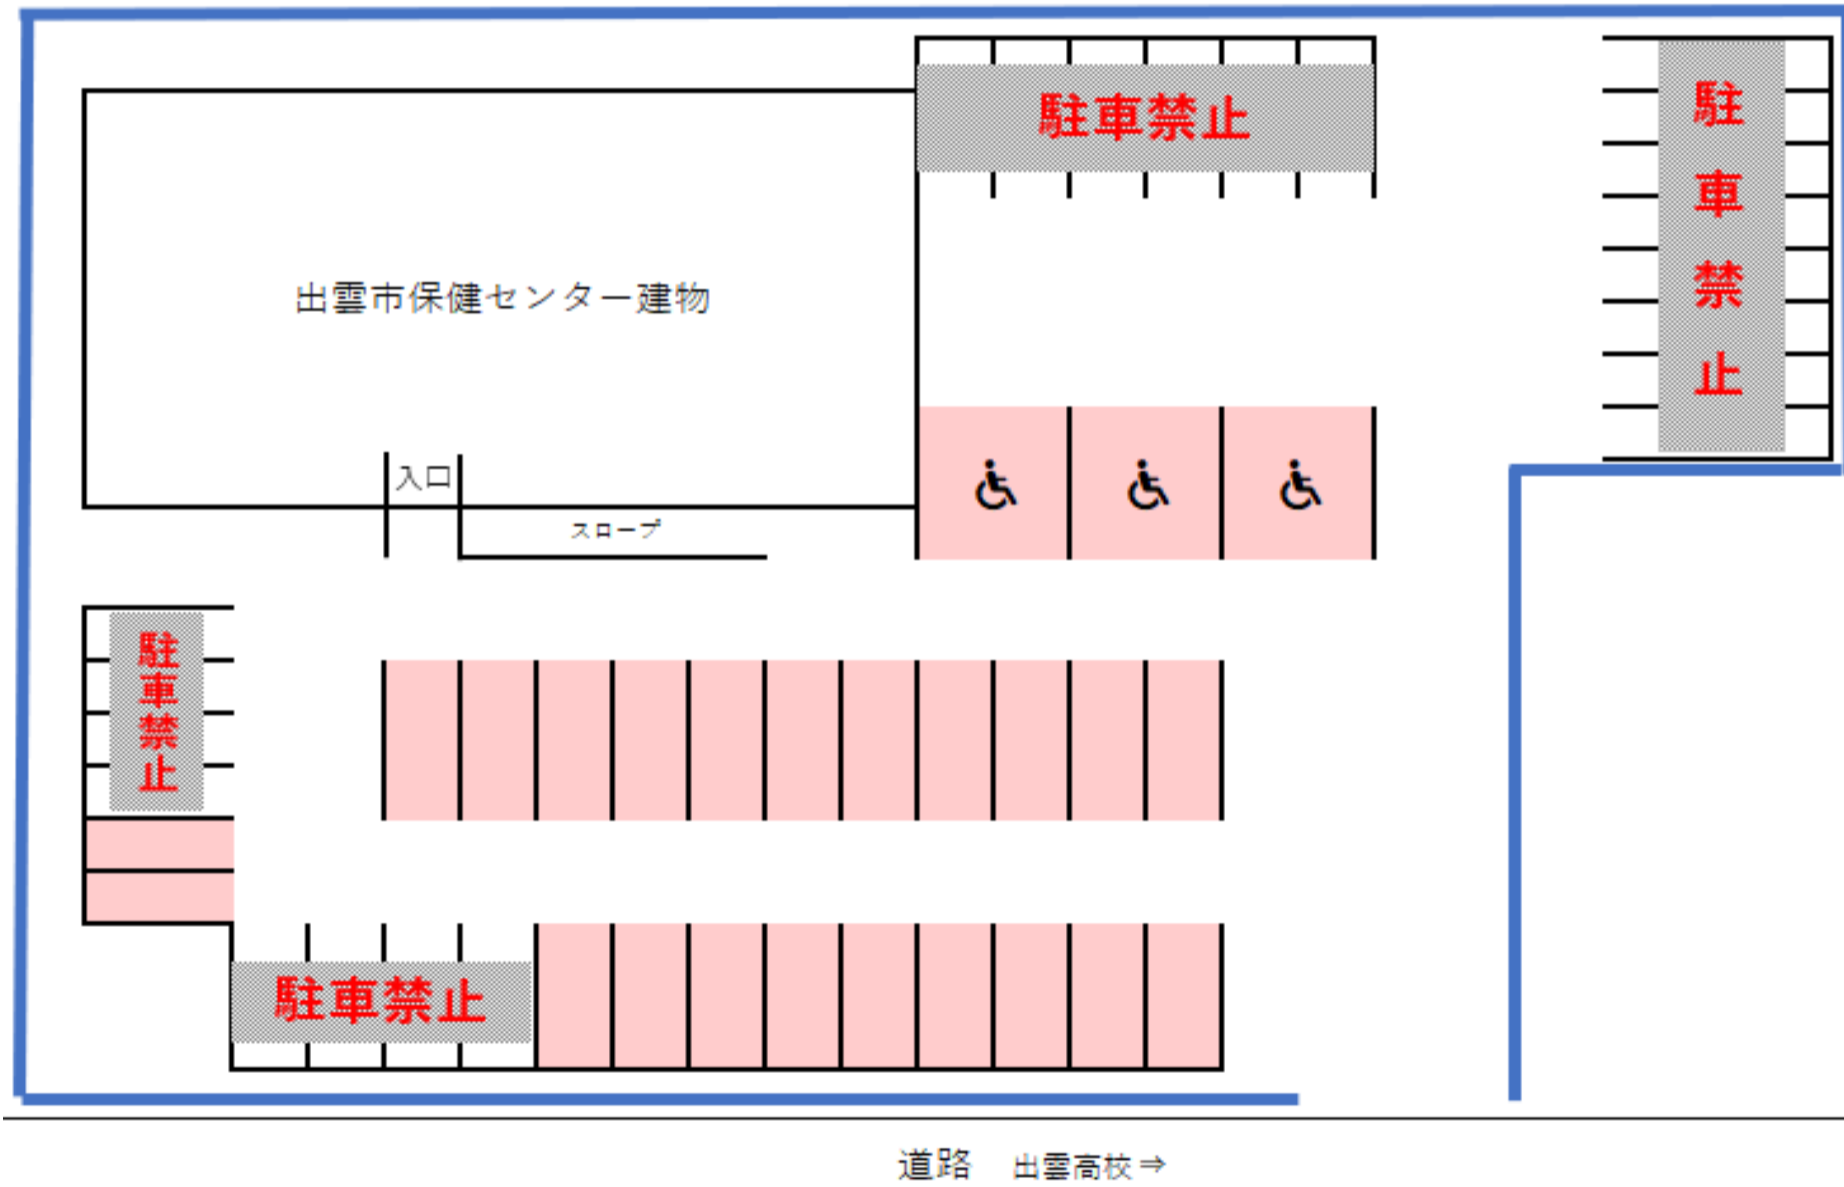 駐車禁止
駐車禁止
出雲市保健センター建物
入口
スロープ
駐車禁止
駐車禁止
道路 出雲高校⇒